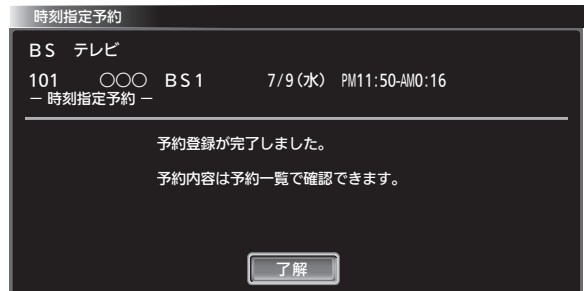 時刻指定予約
ＢＳ テレビ
101 ○○○ ＢＳ1 7/9(水) PM11:50-AM0:16
― 時刻指定予約 ―
予約登録が完了しました。
予約内容は予約一覧で確認できます。
了解